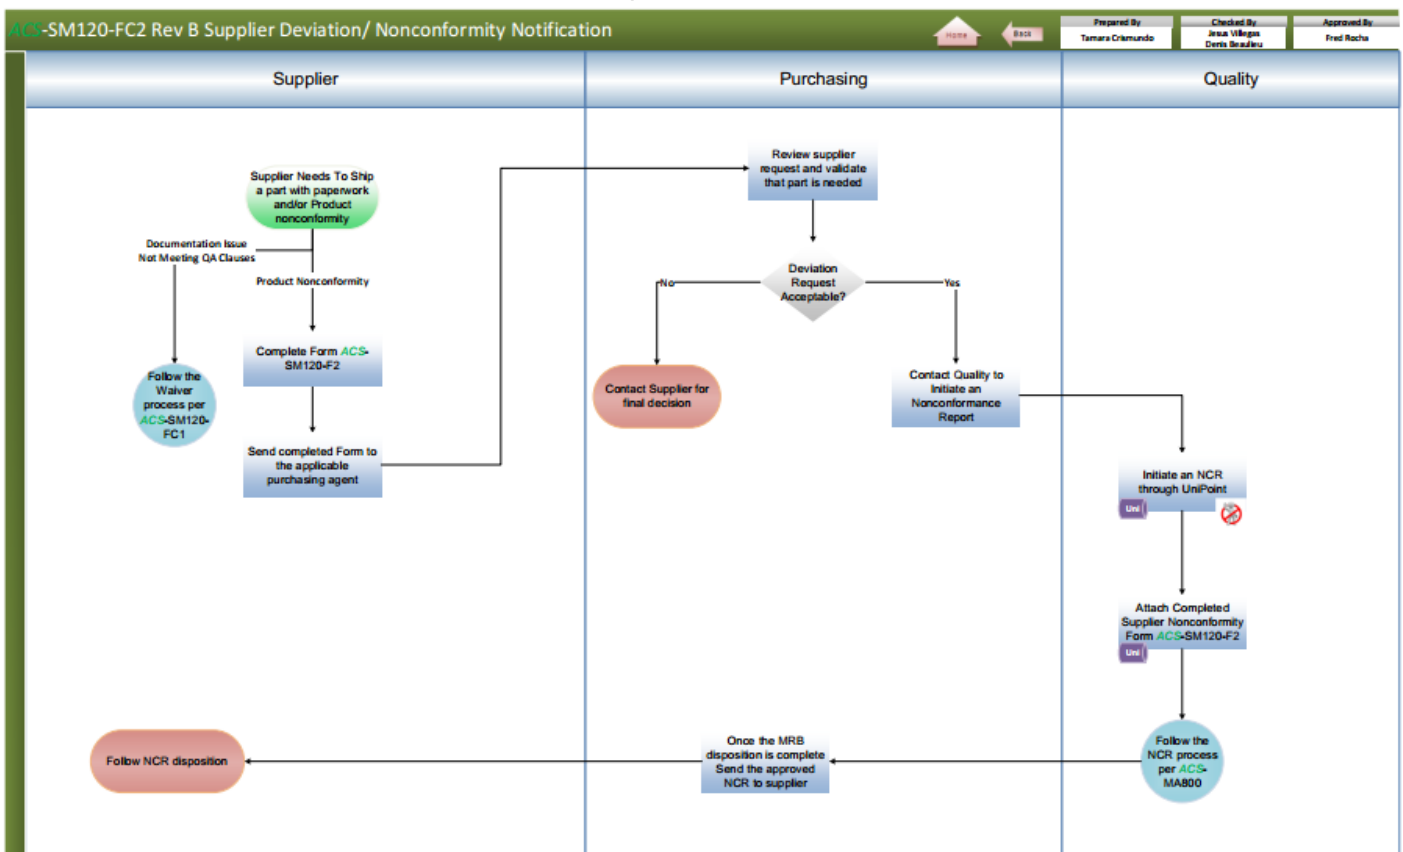 ACS-SM120-FC2 Rev B Supplier Deviation/ Nonconformity Notification
Home
Back
Prepared By
Tamara Crismundo
Checked By
Jesus Villegas
Denis Beaulieu
Approved By
Fred Rocha
Supplier
Purchasing
Quality
Supplier Needs To Ship
a part with paperwork
and/or Product
nonconformity
Documentation Issue
Not Meeting QA Clauses
Product Nonconformity
Follow the
Waiver
process per
ACS-SM120-
FC1
Complete Form ACS-
SM120-F2
Send completed Form to
the applicable
purchasing agent
Review supplier
request and validate
that part is needed
Deviation
Request
Acceptable?
No
Yes
Contact Supplier for
final decision
Contact Quality to
Initiate an
Nonconformance
Report
Initiate an NCR
through UniPoint
Uni
Attach Completed
Supplier Nonconformity
Form ACS-SM120-F2
Uni
Follow the
NCR process
per ACS-
MA800
Once the MRB
disposition is complete
Send the approved
NCR to supplier
Follow NCR disposition